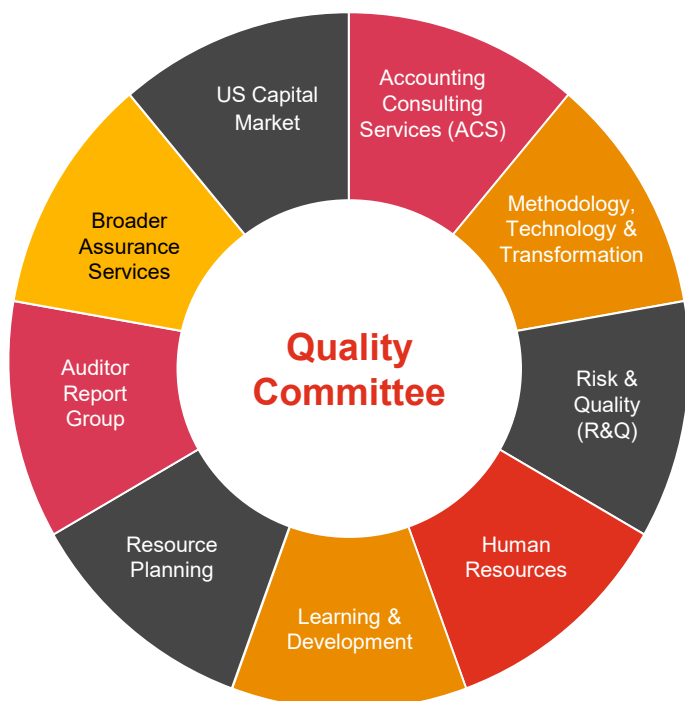 US Capital
Market
Accounting
Consulting
Services (ACS)
Methodology,
Technology &
Transformation
Risk &
Quality
(R&Q)
Human
Resources
Learning &
Development
Resource
Planning
Auditor
Report
Group
Broader
Assurance
Services
Quality
Committee